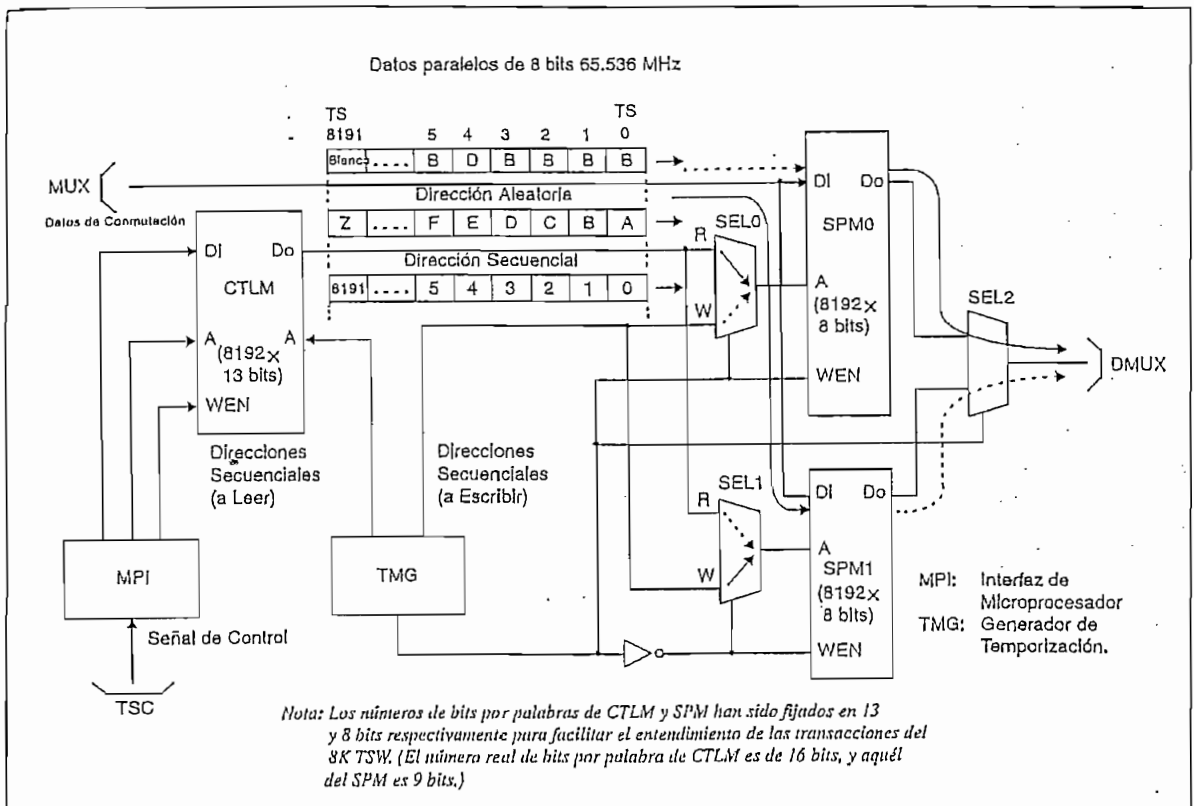 Datos paralelos de 8 bits 65.536 MHz
TS TS
8191 5 4 3 2 1 0
Blanco .... B D B B B B
MUX
Datos de Conmutación
Dirección Aleatoria
Z .... F E D C B A
Dirección Secuencial
8191 .... 5 4 3 2 1 0
DI Do
CTLM
A A
(8192×
13 bits)
WEN
Direcciones
Secuenciales
(a Leer)
Direcciones
Secuenciales
(a Escribir)
SEL0
R
W
DI Do
SPM0
A
(8192×
8 bits)
WEN
SEL2
DMUX
SEL1
R
W
DI Do
A
SPM1
(8192×
8 bits)
WEN
MPI
TMG
Señal de Control
TSC
MPI: Interfaz de
Microprocesador
TMG: Generador de
Temporización.
Nota: Los números de bits por palabras de CTLM y SPM han sido fijados en 13
y 8 bits respectivamente para facilitar el entendimiento de las transacciones del
8K TSW. (El número real de bits por palabra de CTLM es de 16 bits, y aquél
del SPM es 9 bits.)